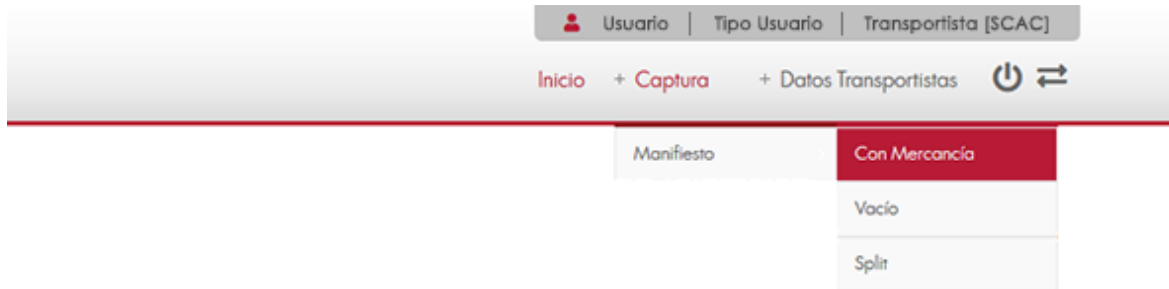 Usuario | Tipo Usuario | Transportista [SCAC]
Inicio + Captura + Datos Transportistas
Manifiesto Con Mercancía
Vacío
Split